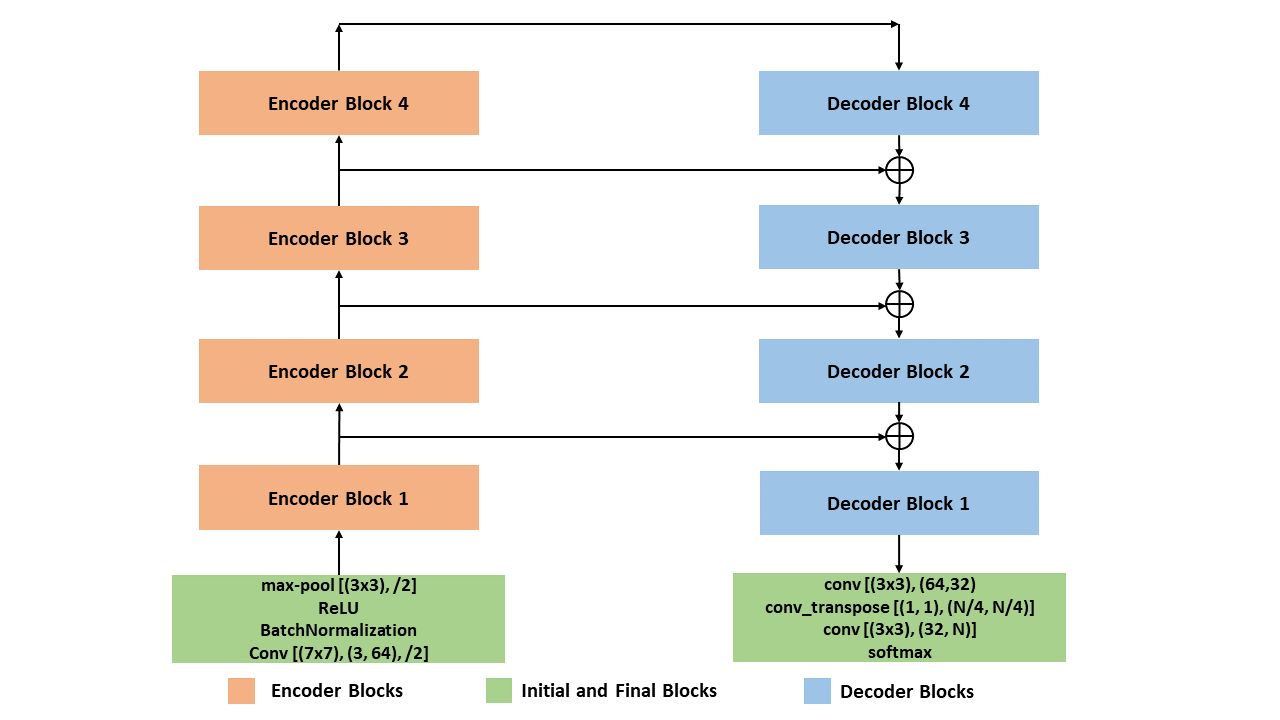 Encoder Block 4
Decoder Block 4
Encoder Block 3
Decoder Block 3
Encoder Block 2
Decoder Block 2
Encoder Block 1
Decoder Block 1
max-pool [(3x3), /2]
ReLU
BatchNormalization
Conv [(7x7), (3, 64), /2]
conv [(3x3), (64,32)
conv_transpose [(1, 1), (N/4, N/4)]
conv [(3x3), (32, N)]
softmax
Encoder Blocks
Initial and Final Blocks
Decoder Blocks